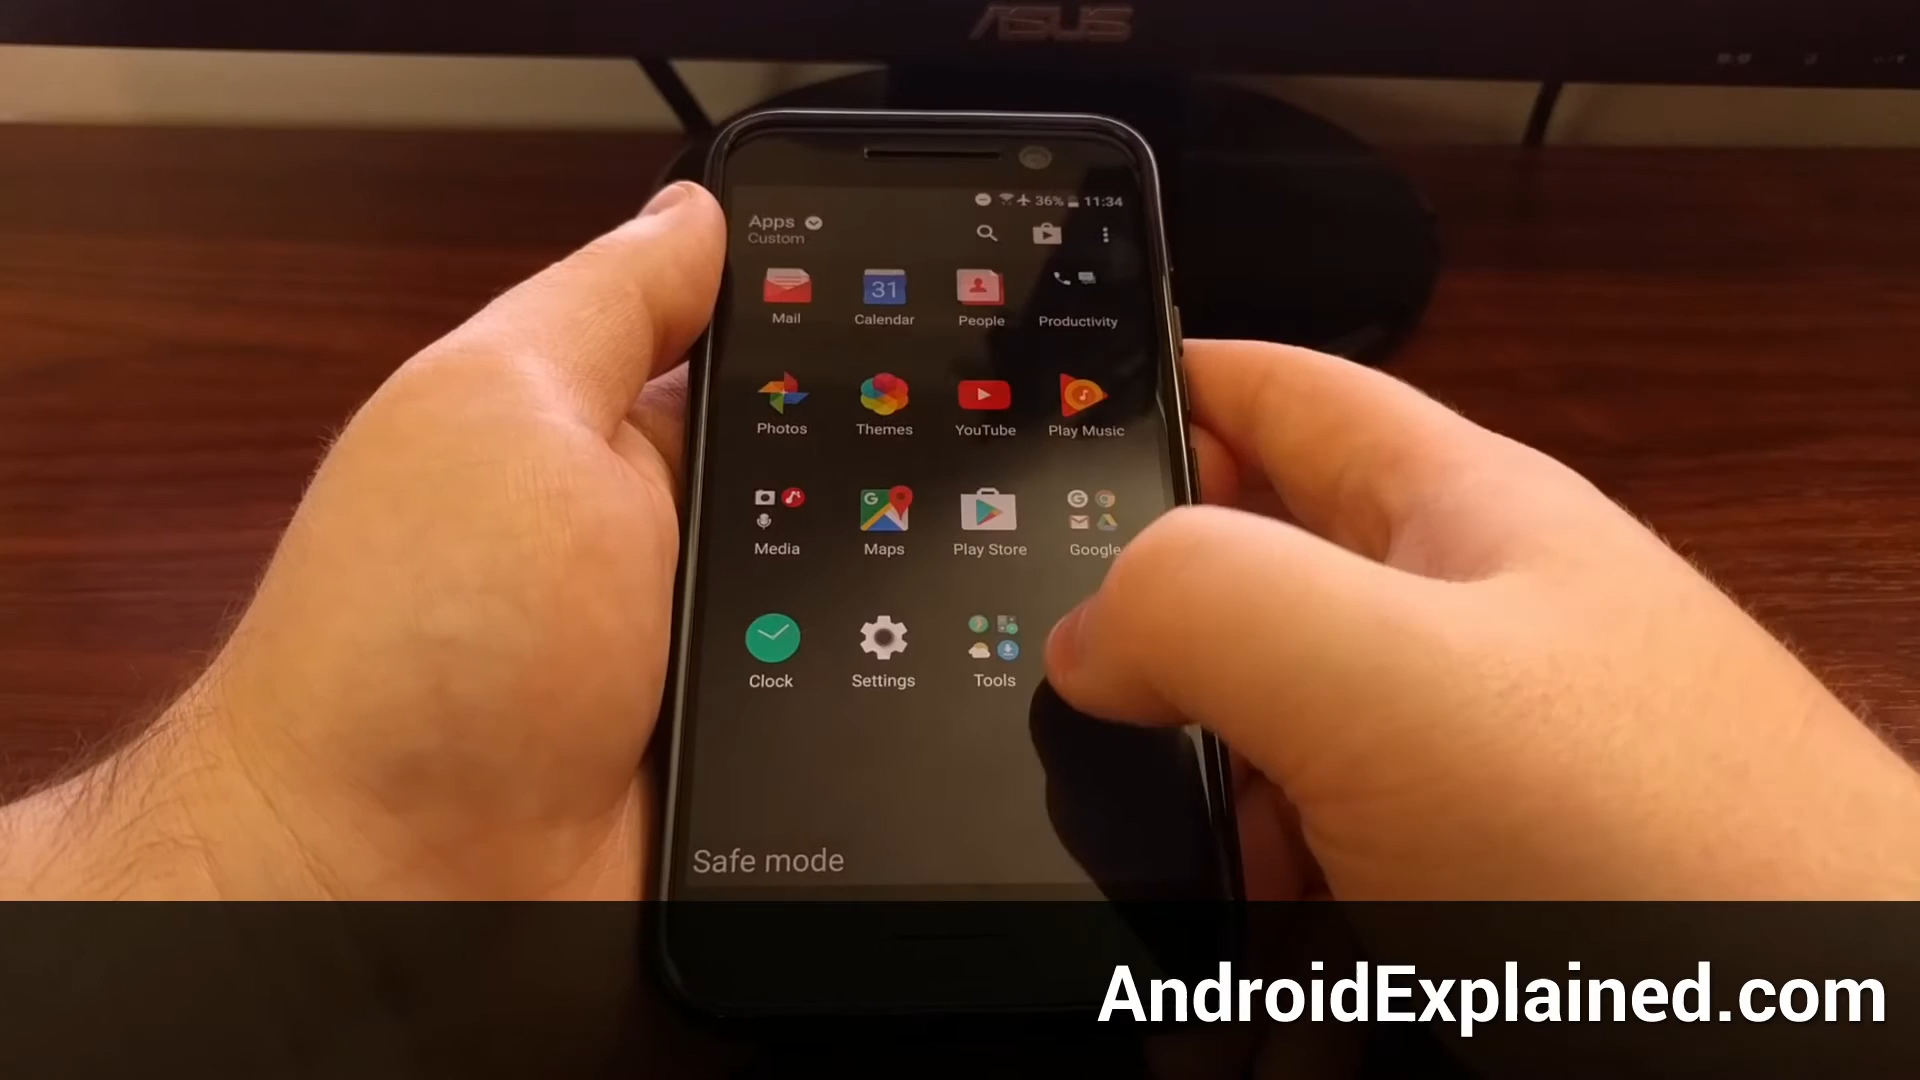 ASUS
36% 11:34
Apps
Custom
31
Mail Calendar People Productivity
Photos Themes YouTube Play Music
G G
Media Maps Play Store Google
Clock Settings Tools
Safe mode
AndroidExplained.com